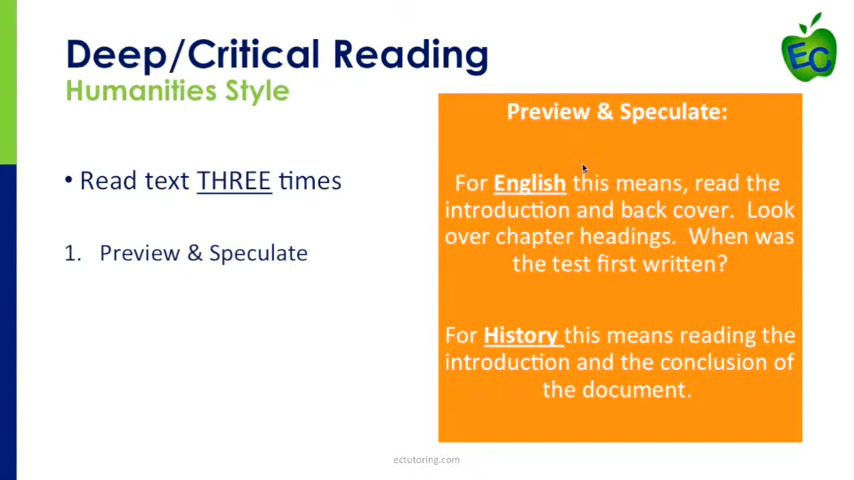 Deep/Critical Reading
Humanities Style
EC
• Read text THREE times
1. Preview & Speculate
Preview & Speculate:
For English this means, read the
introduction and back cover. Look
over chapter headings. When was
the test first written?
For History this means reading the
introduction and the conclusion of
the document.
ectutoring.com